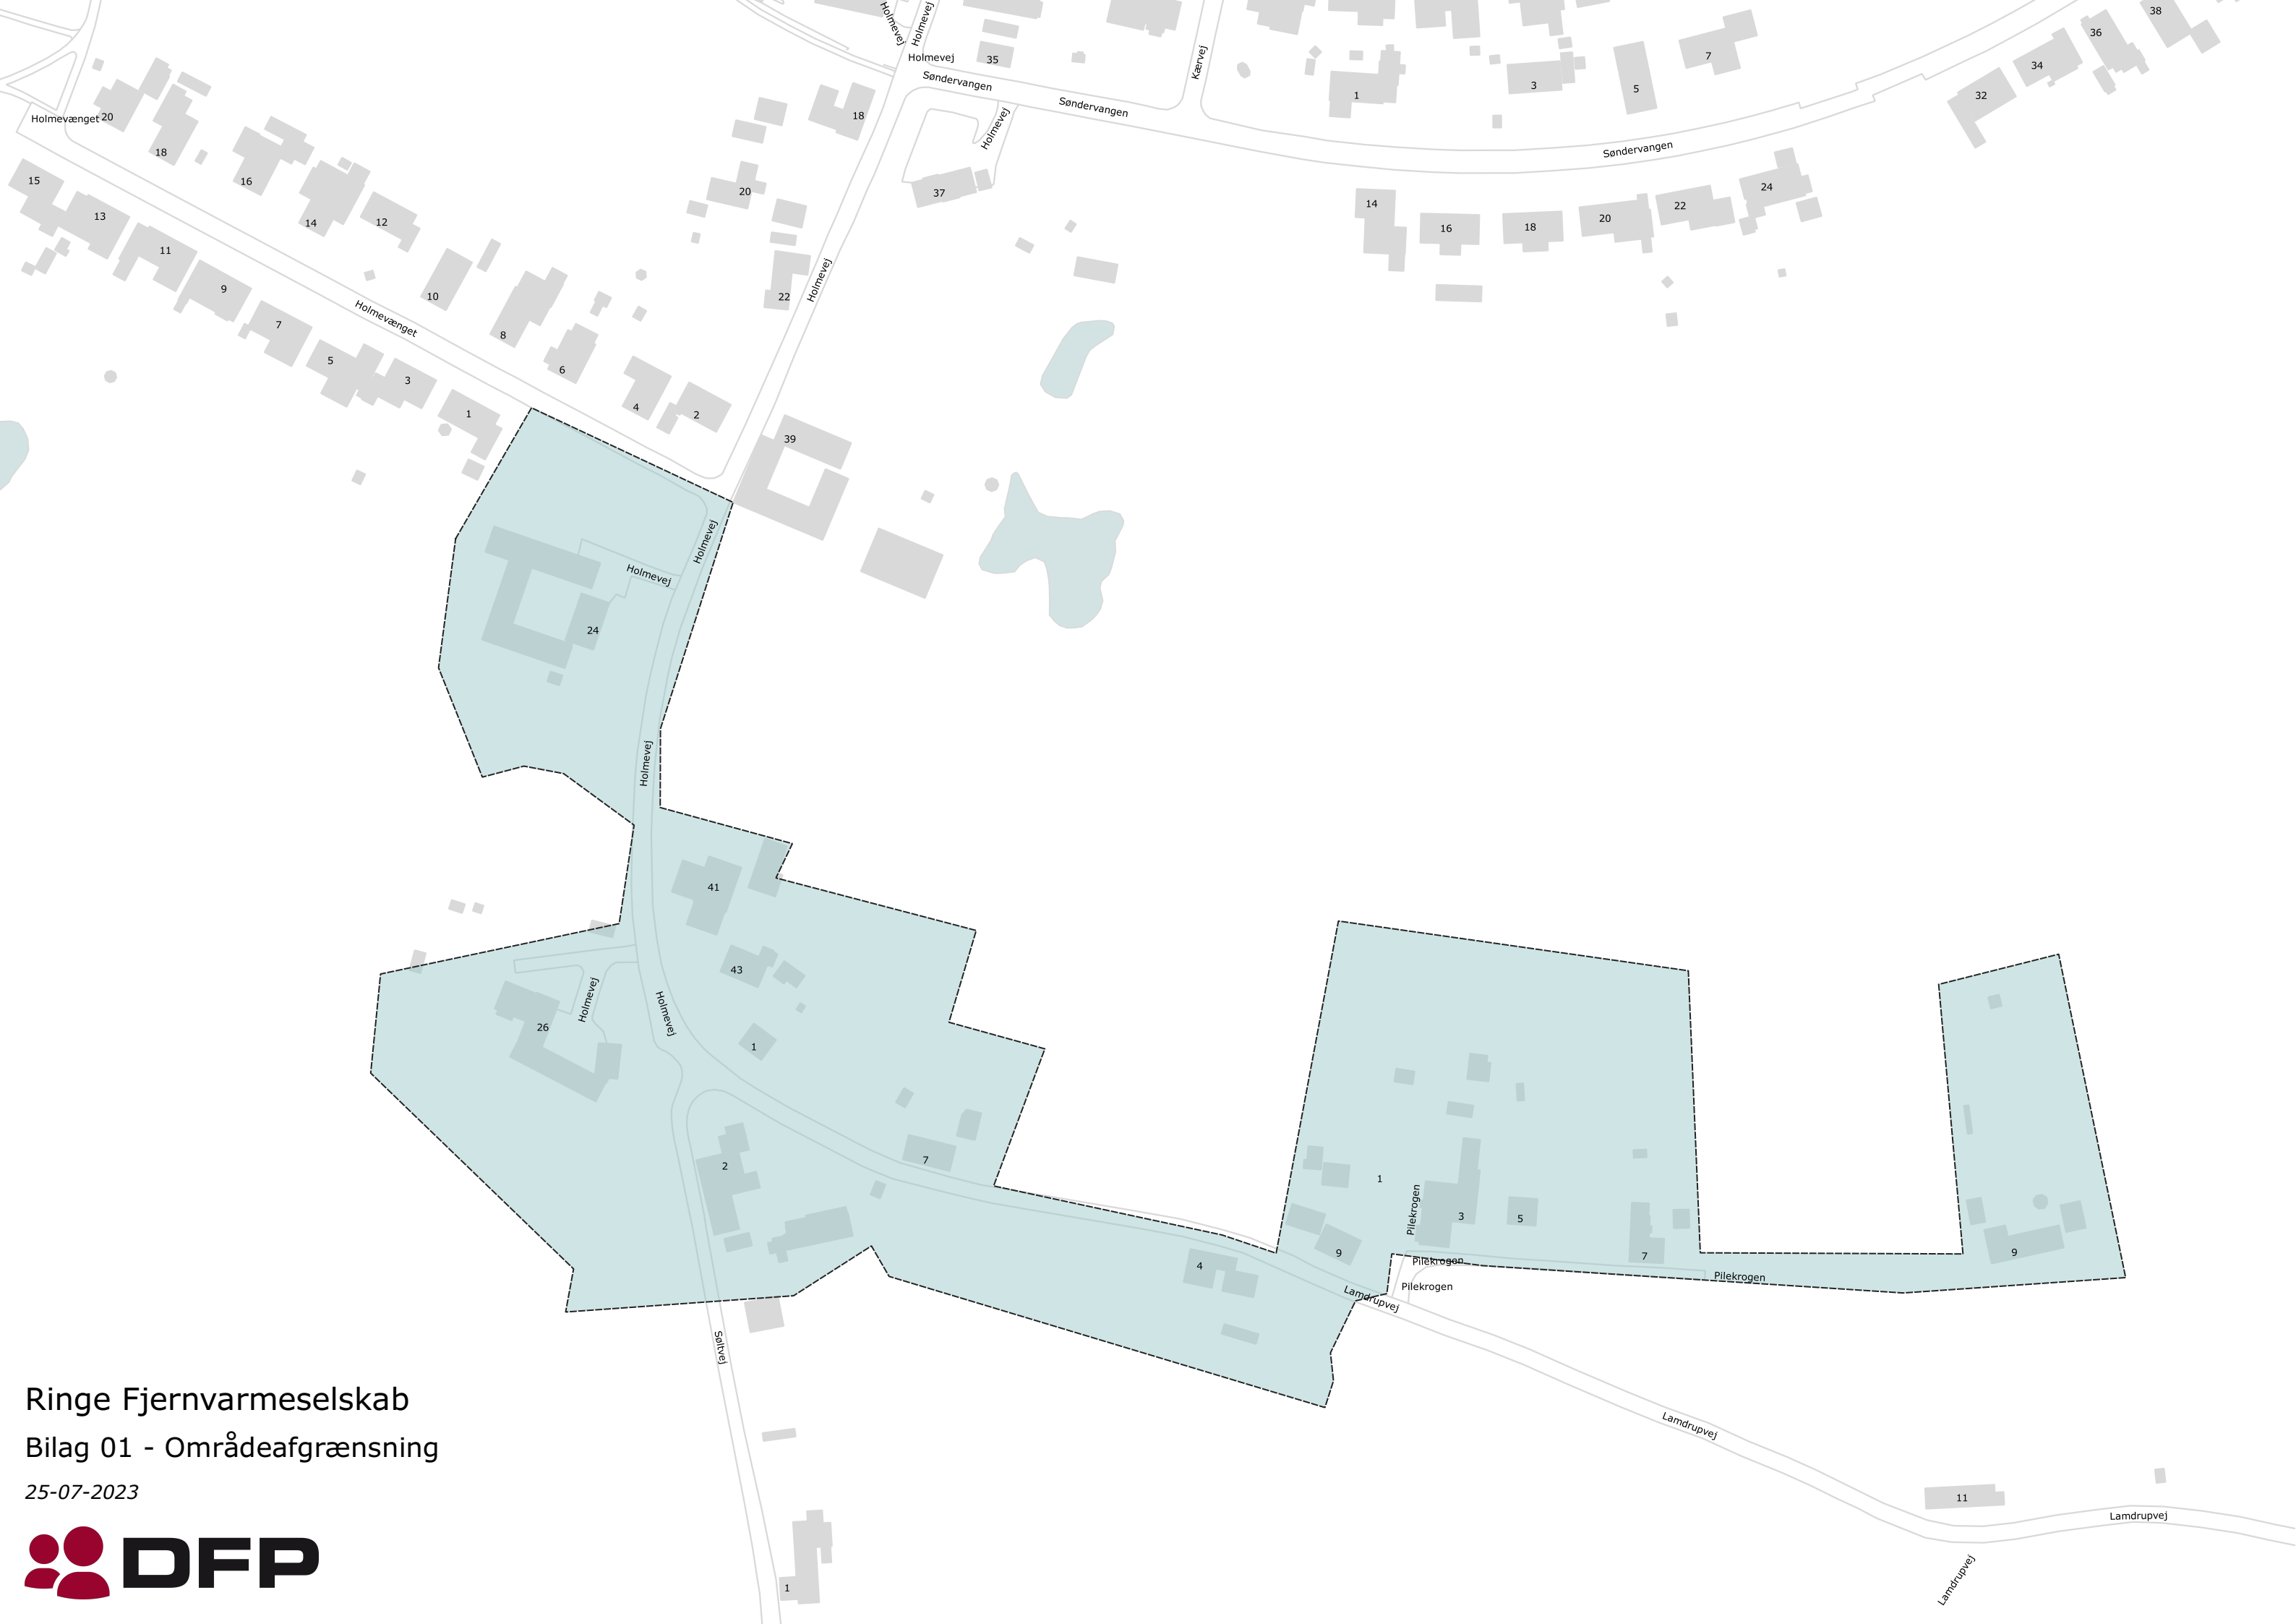 Holmevej
Holmevej
Holmevej
35
Søndervangen
Søndervangen
Kærvej
Holmevej
1
3
5
7
32
34
36
38
Holmevænget
20
18
16
14
12
10
8
6
4
2
15
13
11
9
7
5
3
1
Holmevænget
18
20
22
Holmevej
37
Søndervangen
14
16
18
20
22
24
39
Holmevej
Holmevej
24
Holmevej
41
43
Holmevej
Holmevej
26
1
2
7
1
Pilekrogen
3
5
7
9
9
4
Pilekrogen
Pilekrogen
Pilekrogen
Lamdrupvej
Søltvej
Lamdrupvej
11
Lamdrupvej
Lamdrupvej
1
Ringe Fjernvarmeselskab
Bilag 01 - Områdeafgrænsning
25-07-2023
DFP